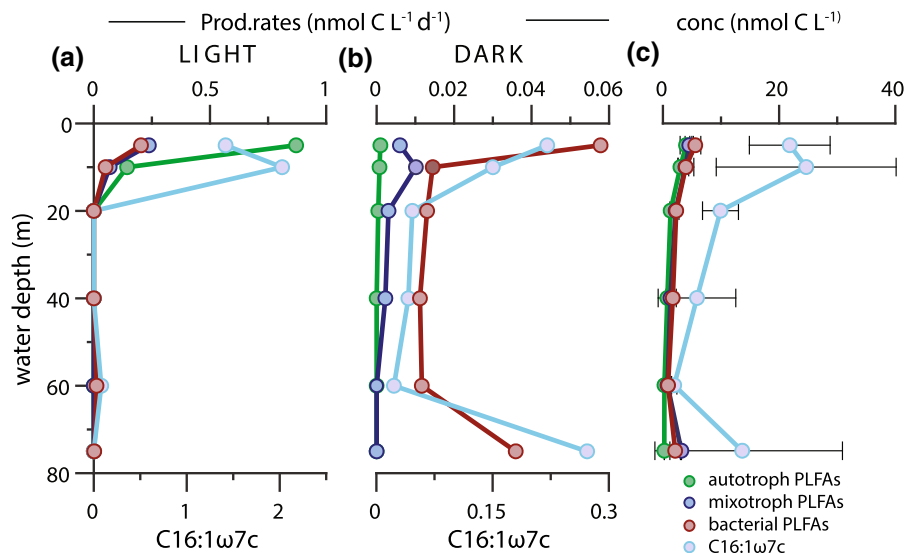 Prod.rates (nmol C L⁻¹ d⁻¹) conc (nmol C L⁻¹⁾
(a) LIGHT (b) DARK (c)
0 0.5 1 0 0.02 0.04 0.06 0 20 40
0
20
40
60
80
water depth (m)
0 1 2 0 0.15 0.3
C16:1ω7c C16:1ω7c
autotroph PLFAs
mixotroph PLFAs
bacterial PLFAs
C16:1ω7c